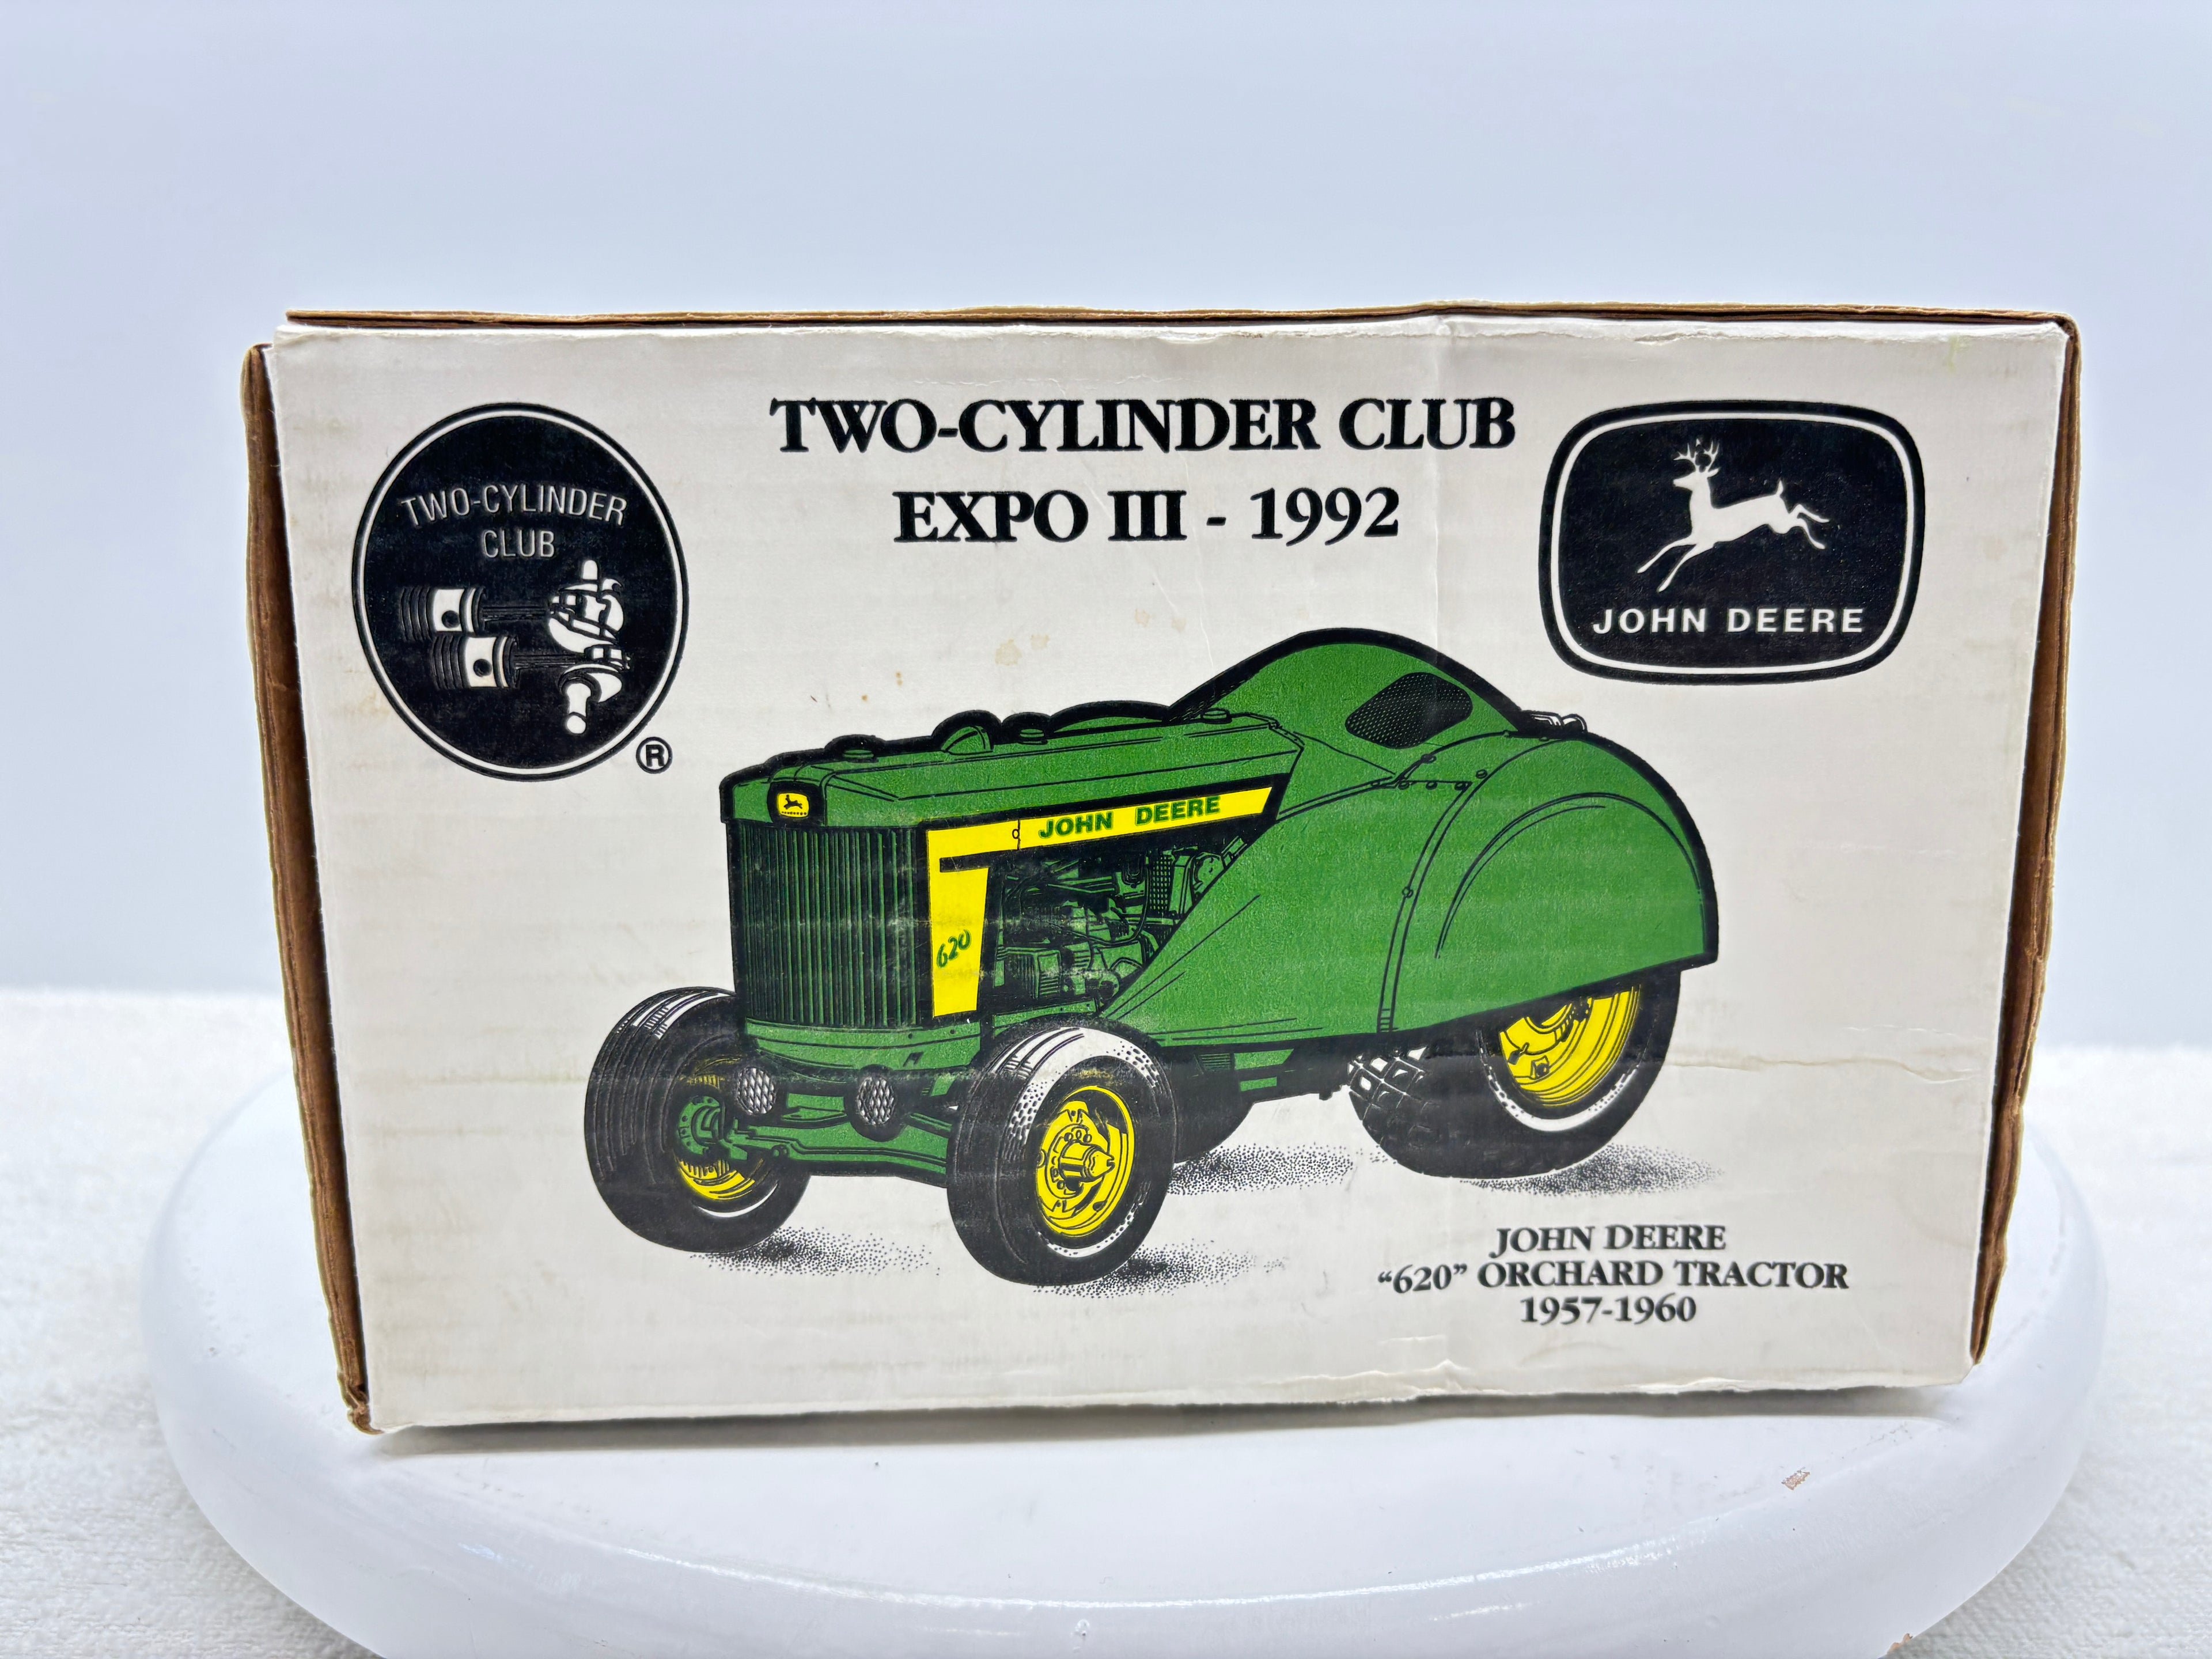 TWO-CYLINDER CLUB
EXPO III - 1992
TWO-CYLINDER
CLUB
®
JOHN DEERE
JOHN DEERE
620
JOHN DEERE
“620” ORCHARD TRACTOR
1957-1960